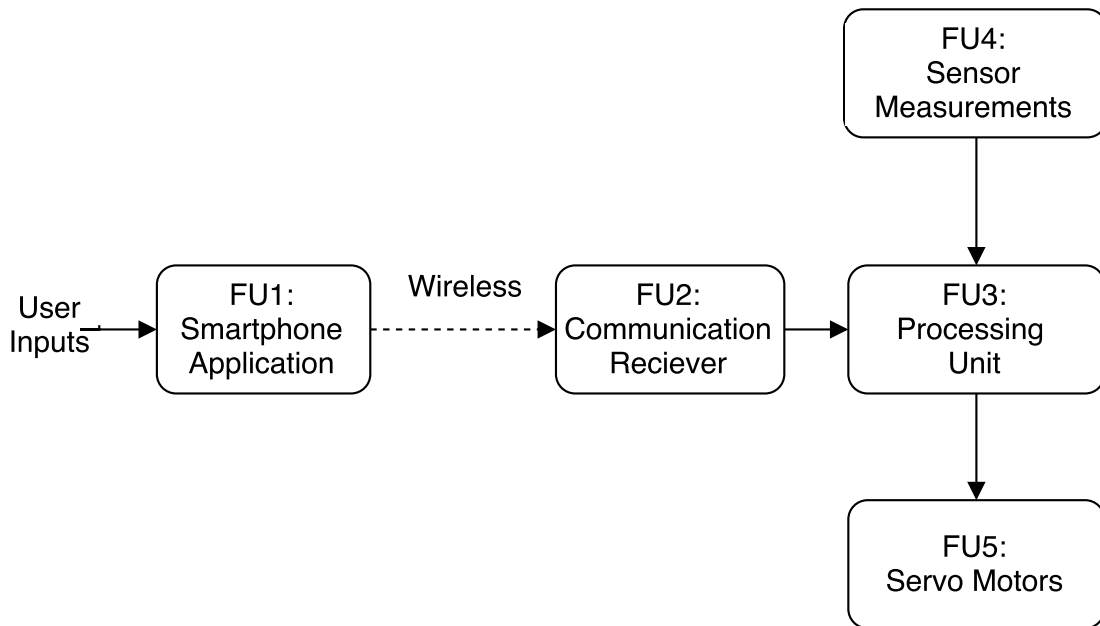 FU4:
Sensor
Measurements
User
Inputs
FU1:
Smartphone
Application
Wireless
FU2:
Communication
Reciever
FU3:
Processing
Unit
FU5:
Servo Motors